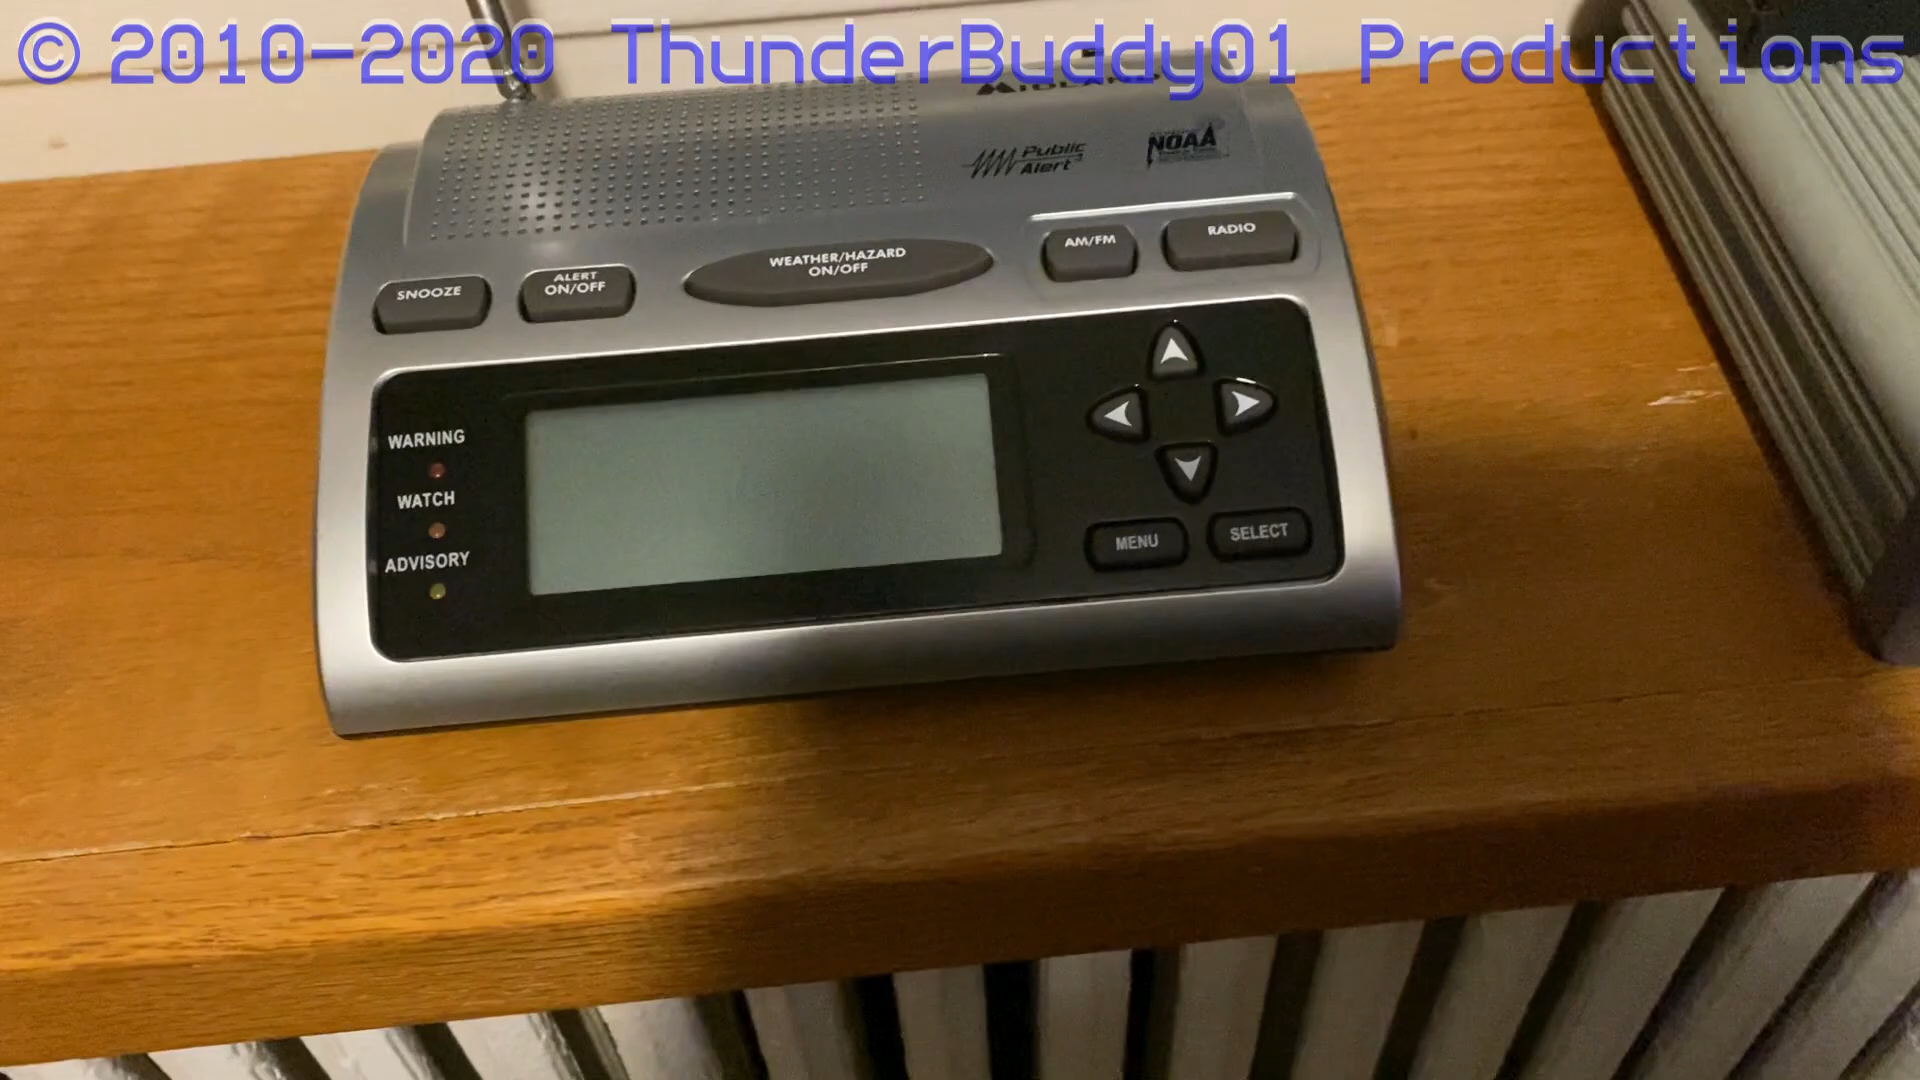 © 2010-2020 ThunderBuddy01 Productions
MIDLAND
Public
Alert
NOAA
SNOOZE
ALERT
ON/OFF
WEATHER/HAZARD
ON/OFF
AM/FM
RADIO
WARNING
WATCH
ADVISORY
MENU
SELECT